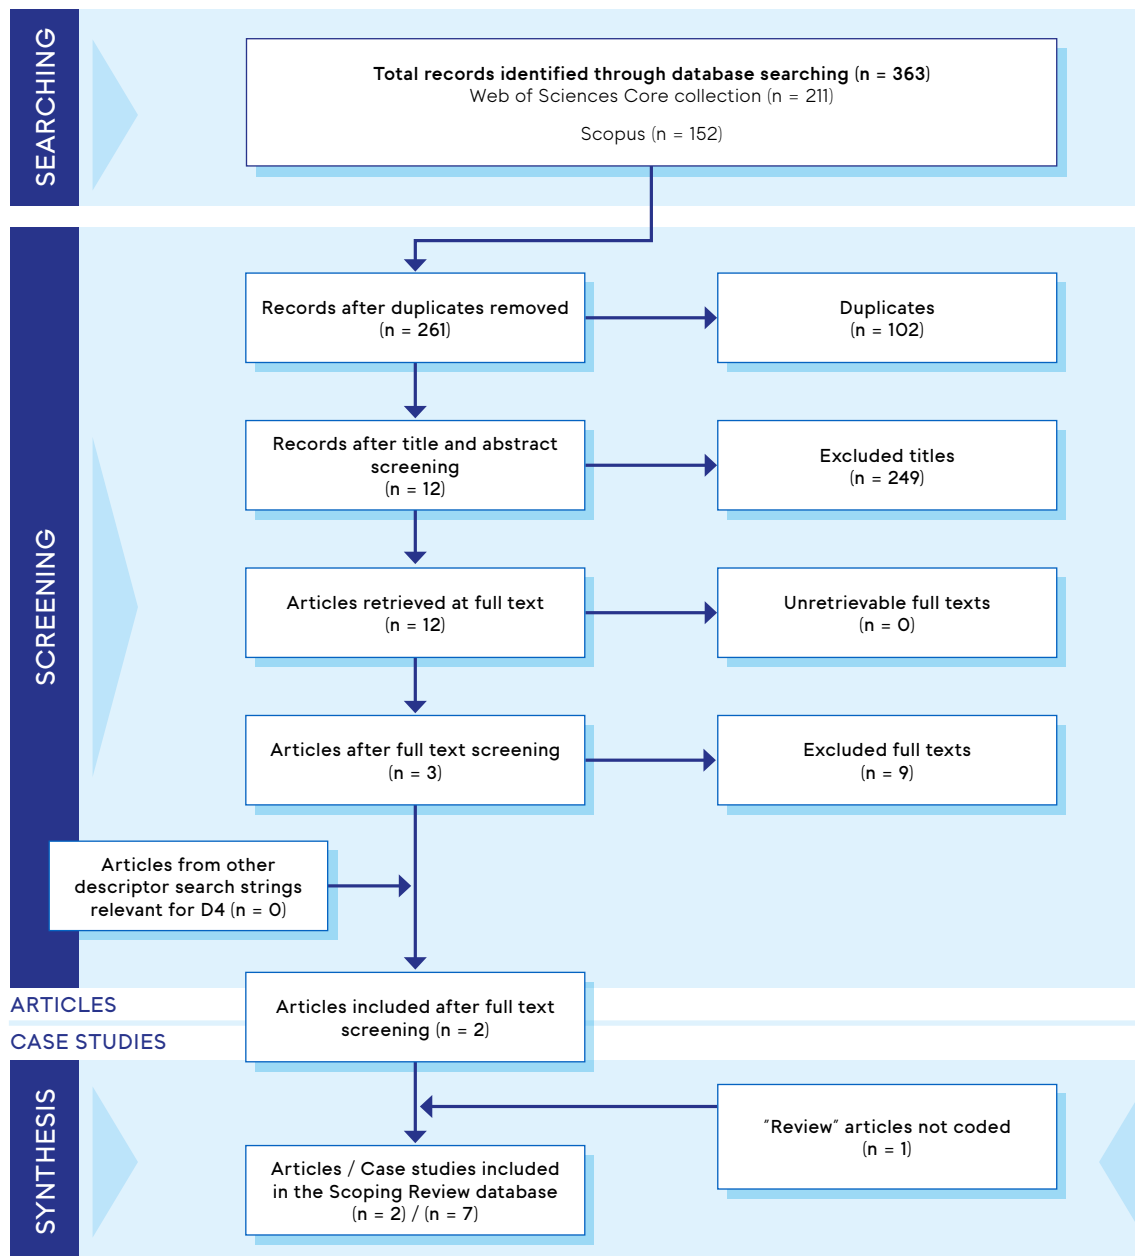 SEARCHING
Total records identified through database searching (n = 363)
Web of Sciences Core collection (n = 211)
Scopus (n = 152)
SCREENING
Records after duplicates removed
(n = 261)
Duplicates
(n = 102)
Records after title and abstract
screening
(n = 12)
Excluded titles
(n = 249)
Articles retrieved at full text
(n = 12)
Unretrievable full texts
(n = 0)
Articles after full text screening
(n = 3)
Excluded full texts
(n = 9)
Articles from other
descriptor search strings
relevant for D4 (n = 0)
ARTICLES
Articles included after full text
screening (n = 2)
CASE STUDIES
SYNTHESIS
"Review" articles not coded
(n = 1)
Articles / Case studies included
in the Scoping Review database
(n = 2) / (n = 7)